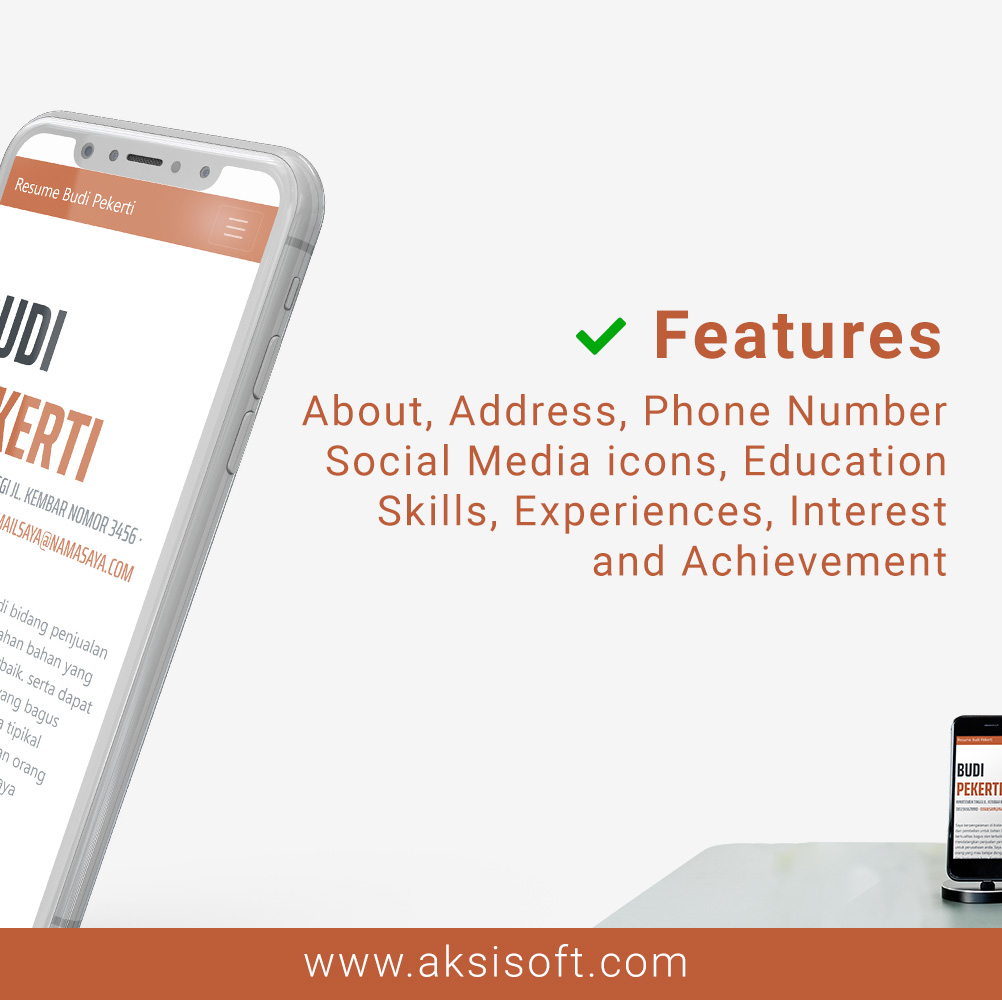 Resume Budi Pekerti
UDI
KERTI
GI JL. KEMBAR NOMOR 3456 ·
MAILSAYA@NAMASAYA.COM
di bidang penjualan
ahan bahan yang
baik. serta dapat
yang bagus
a tipikal
an orang
aya
Features
About, Address, Phone Number
Social Media icons, Education
Skills, Experiences, Interest
and Achievement
Resume Budi Pekerti
BUDI
PEKERTI
www.aksisoft.com